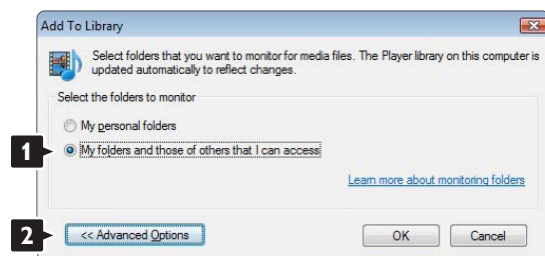 Add To Library
Select folders that you want to monitor for media files. The Player library on this computer is
updated automatically to reflect changes.
Select the folders to monitor
My personal folders
1
My folders and those of others that I can access
Learn more about monitoring folders
2
<< Advanced Options
OK
Cancel